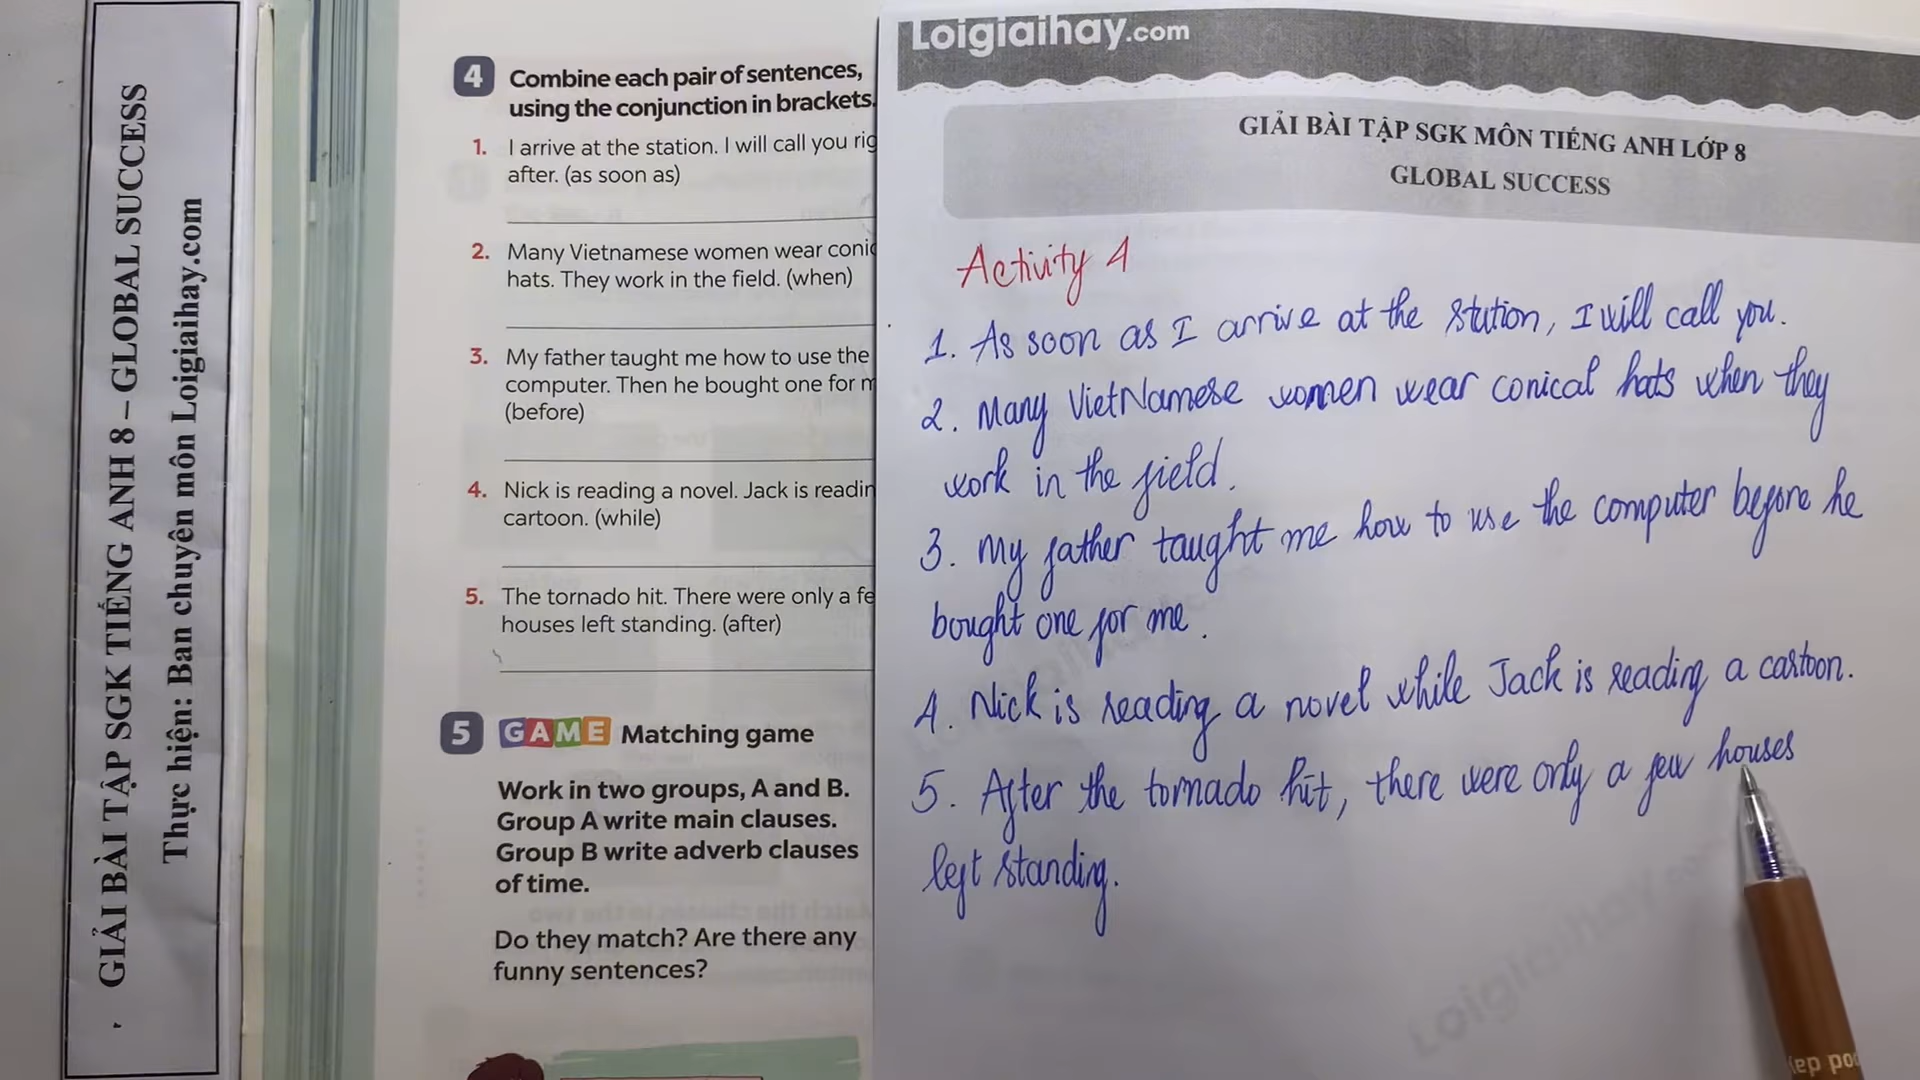 GIẢI BÀI TẬP SGK TIẾNG ANH 8 – GLOBAL SUCCESS
Thực hiện: Ban chuyên môn Loigiaihay.com
4 Combine each pair of sentences,
using the conjunction in brackets.
1. I arrive at the station. I will call you rig
after. (as soon as)
2. Many Vietnamese women wear conic
hats. They work in the field. (when)
3. My father taught me how to use the
computer. Then he bought one for m
(before)
4. Nick is reading a novel. Jack is readin
cartoon. (while)
5. The tornado hit. There were only a fe
houses left standing. (after)
5 GAME Matching game
Work in two groups, A and B.
Group A write main clauses.
Group B write adverb clauses
of time.
Do they match? Are there any
funny sentences?
Loigiaihay.com
GIẢI BÀI TẬP SGK MÔN TIẾNG ANH LỚP 8
GLOBAL SUCCESS
Activity 4
1. As soon as I arrive at the station, I will call you.
2. Many VietNamese women wear conical hats when they
work in the field.
3. My father taught me how to use the computer before he
bought one for me.
4. Nick is reading a novel while Jack is reading a cartoon.
5. After the tornado hit, there were only a few houses
left standing.
Loigiaihay.com